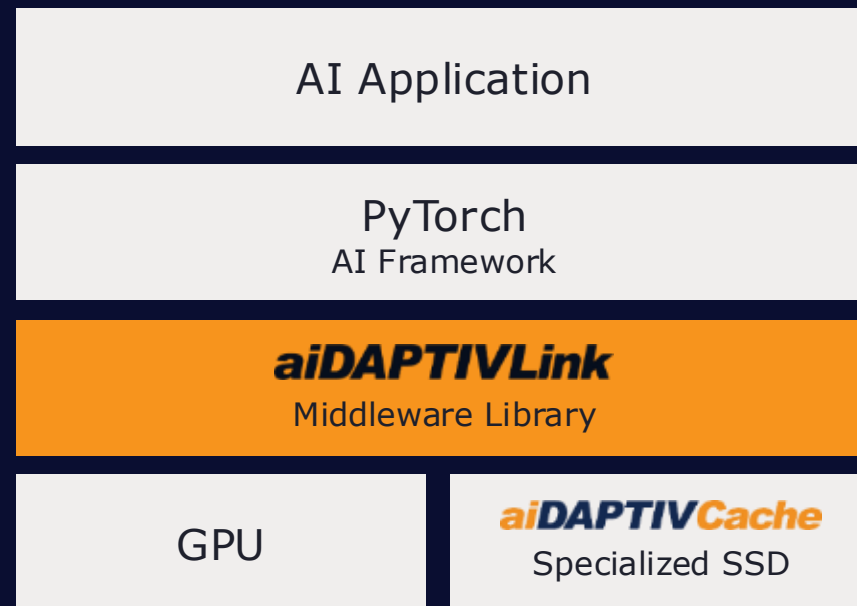 AI Application
PyTorch
AI Framework
aiDAPTIVLink
Middleware Library
GPU
aiDAPTIVCache
Specialized SSD